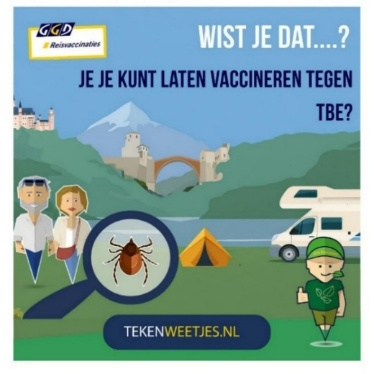 GGD
Reisvaccinaties
WIST JE DAT....?
JE JE KUNT LATEN VACCINEREN TEGEN
TBE?
TEKENWEETJES.NL